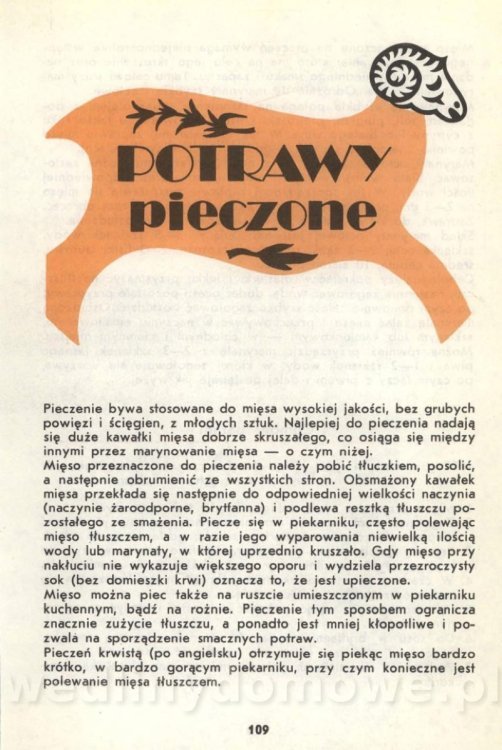 POTRAWY
pieczone
Pieczenie bywa stosowane do mięsa wysokiej jakości, bez grubych
powięzi i ścięgien, z młodych sztuk. Najlepiej do pieczenia nadają
się duże kawałki mięsa dobrze skruszałego, co osiąga się między
innymi przez marynowanie mięsa — o czym niżej.
Mięso przeznaczone do pieczenia należy pobić tłuczkiem, posolić,
a następnie obrumienić ze wszystkich stron. Obsmażony kawałek
mięsa przekłada się następnie do odpowiedniej wielkości naczynia
(naczynie żaroodporne, brytfanna) i podlewa resztką tłuszczu po-
zostałego ze smażenia. Piecze się w piekarniku, często polewając
mięso tłuszczem, a w razie jego wyparowania niewielką ilością
wody lub marynaty, w której uprzednio kruszało. Gdy mięso przy
nakłuciu nie wykazuje większego oporu i wydziela przezroczysty
sok (bez domieszki krwi) oznacza to, że jest upieczone.
Mięso można piec także na ruszcie umieszczonym w piekarniku
kuchennym, bądź na rożnie. Pieczenie tym sposobem ogranicza
znacznie zużycie tłuszczu, a ponadto jest mniej kłopotliwe i po-
zwala na sporządzenie smacznych potraw.
Pieczeń krwistą (po angielsku) otrzymuje się piekąc mięso bardzo
krótko, w bardzo gorącym piekarniku, przy czym konieczne jest
polewanie mięsa tłuszczem.
wedlinydomowe.pl
109